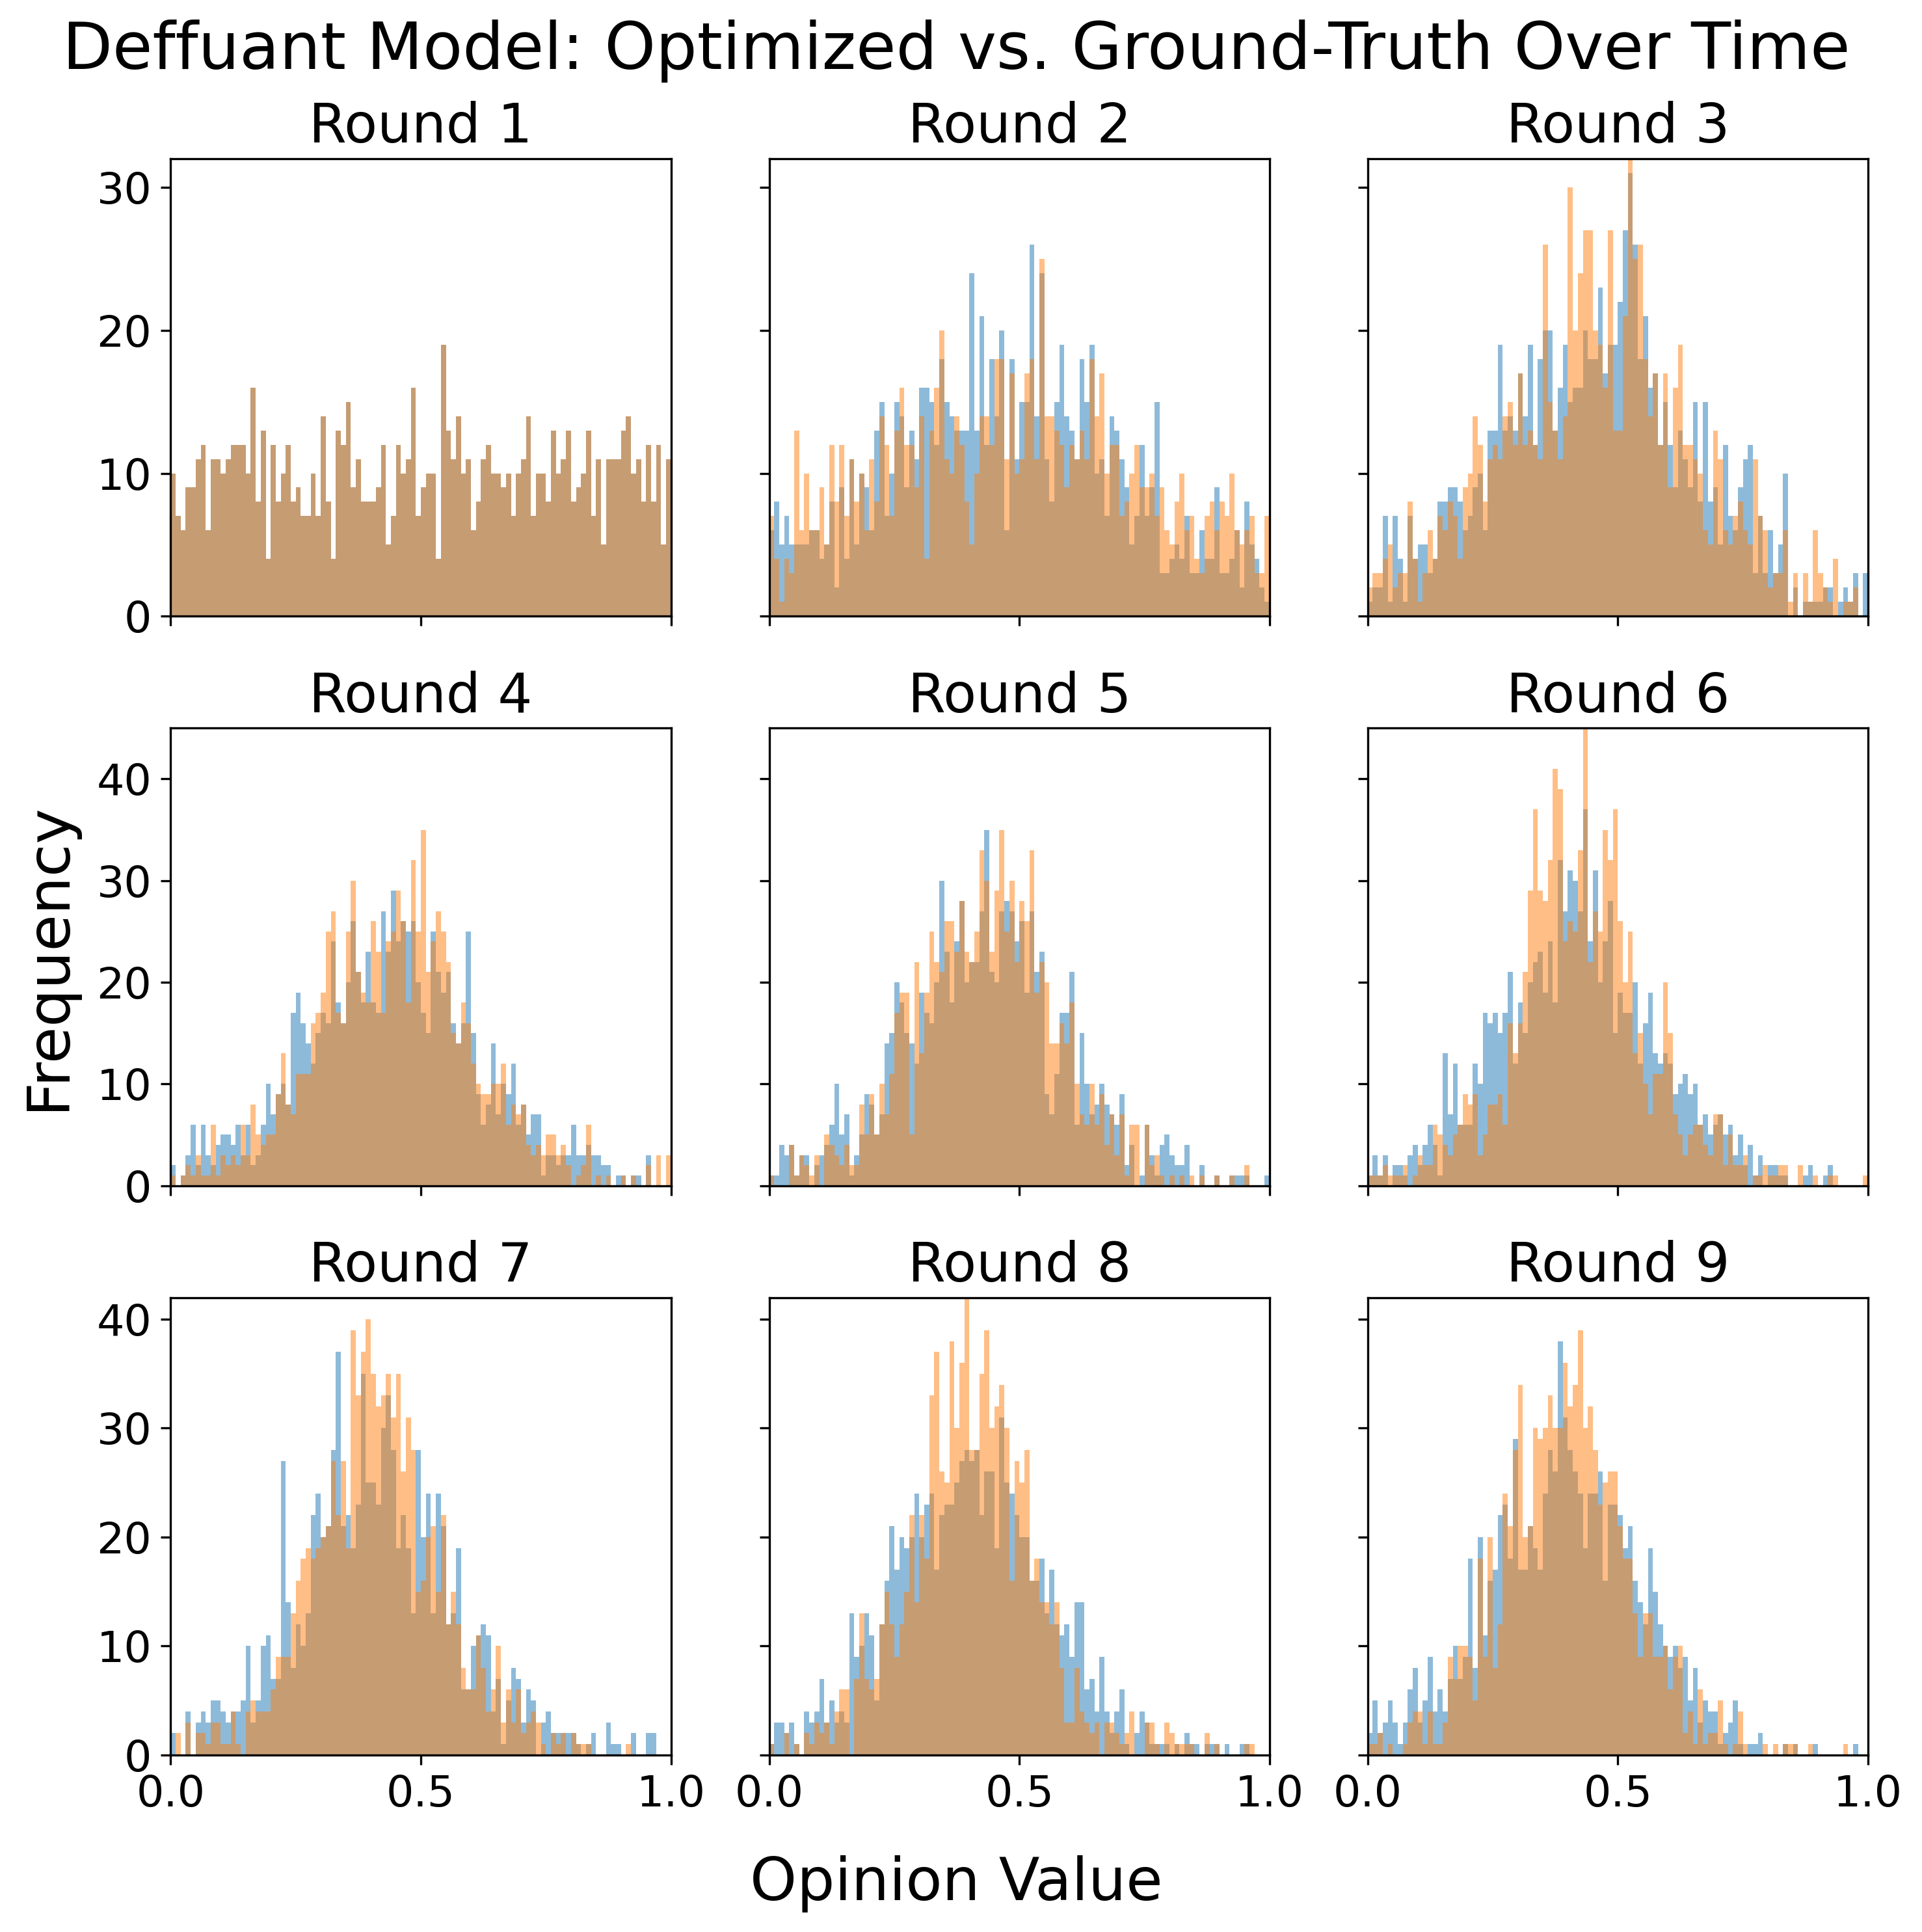 Deffuant Model: Optimized vs. Ground-Truth Over Time
Round 1
Round 2
Round 3
30
20
10
0
Round 4
Round 5
Round 6
40
30
20
10
0
Frequency
Round 7
Round 8
Round 9
40
30
20
10
0
0.0 0.5 1.0 0.0 0.5 1.0 0.0 0.5 1.0
Opinion Value